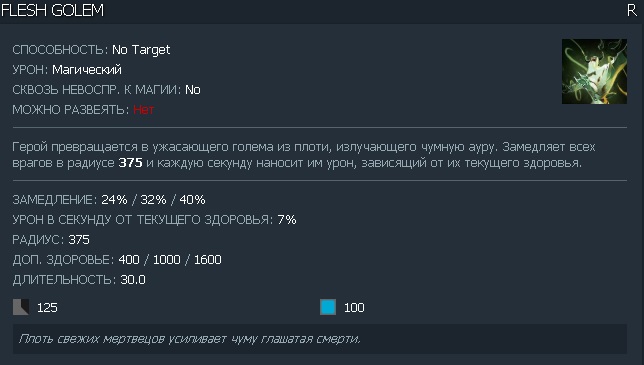 FLESH GOLEM R
СПОСОБНОСТЬ: No Target
УРОН: Магический
СКВОЗЬ НЕВОСПР. К МАГИИ: No
МОЖНО РАЗВЕЯТЬ: Нет
Герой превращается в ужасающего голема из плоти, излучающего чумную ауру. Замедляет всех
врагов в радиусе 375 и каждую секунду наносит им урон, зависящий от их текущего здоровья.
ЗАМЕДЛЕНИЕ: 24% / 32% / 40%
УРОН В СЕКУНДУ ОТ ТЕКУЩЕГО ЗДОРОВЬЯ: 7%
РАДИУС: 375
ДОП. ЗДОРОВЬЕ: 400 / 1000 / 1600
ДЛИТЕЛЬНОСТЬ: 30.0
125 100
Плоть свежих мертвецов усиливает чуму глашатая смерти.